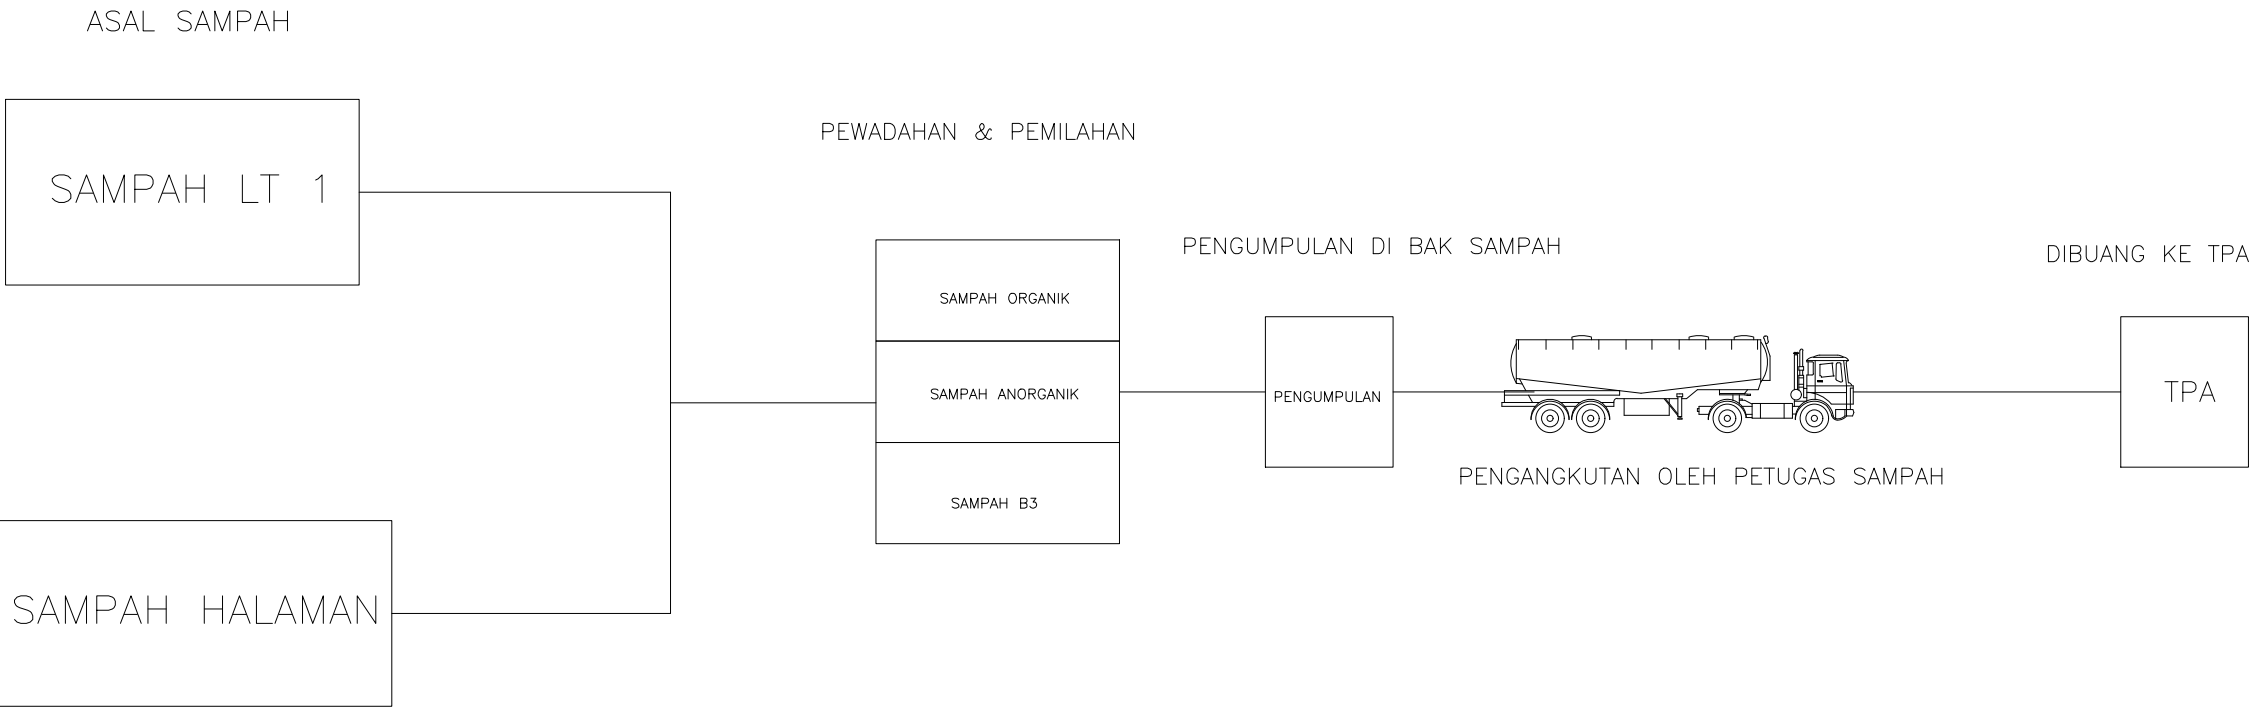 ASAL SAMPAH
SAMPAH LT 1
SAMPAH HALAMAN
PEWADAHAN & PEMILAHAN
SAMPAH ORGANIK
SAMPAH ANORGANIK
SAMPAH B3
PENGUMPULAN DI BAK SAMPAH
PENGUMPULAN
PENGANGKUTAN OLEH PETUGAS SAMPAH
DIBUANG KE TPA
TPA